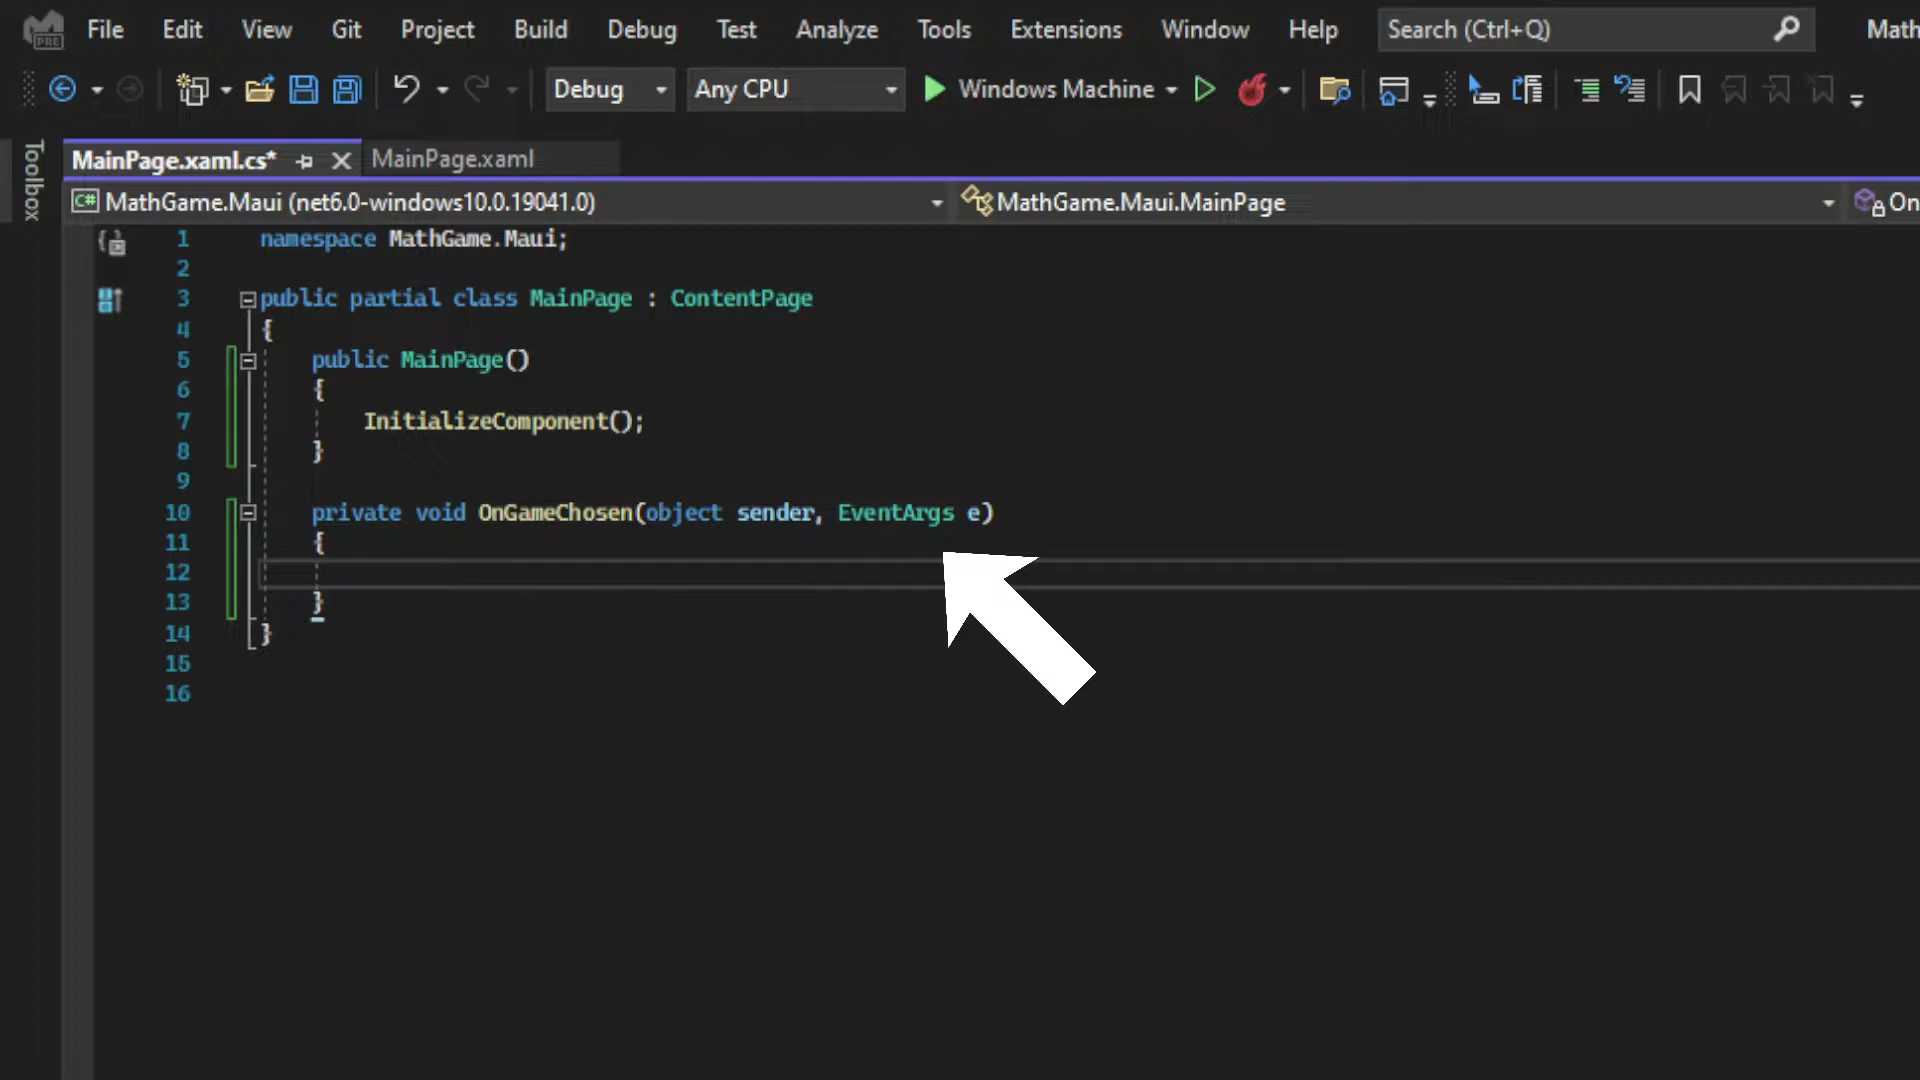 File Edit View Git Project Build Debug Test Analyze Tools Extensions Window Help Search (Ctrl+Q) Math
PRE
Debug Any CPU Windows Machine
Toolbox
MainPage.xaml.cs* MainPage.xaml
C# MathGame.Maui (net6.0-windows10.0.19041.0) MathGame.Maui.MainPage On
1 namespace MathGame.Maui;
2
3 public partial class MainPage : ContentPage
4 {
5 public MainPage()
6 {
7 InitializeComponent();
8 }
9
10 private void OnGameChosen(object sender, EventArgs e)
11 {
12
13 }
14 }
15
16